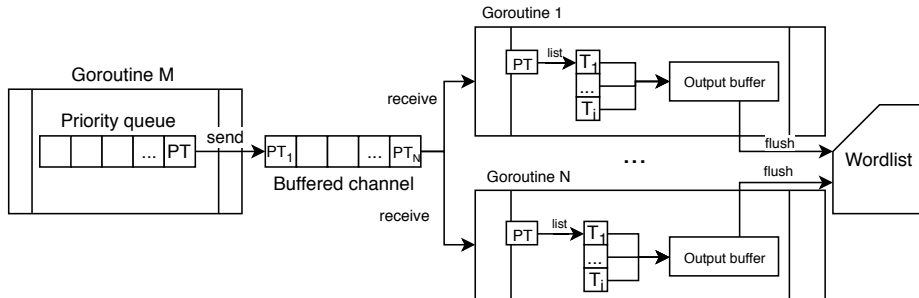 Goroutine M
Priority queue
... PT
send
PT1 ... PTN
Buffered channel
receive
receive
Goroutine 1
PT
list
T1
...
Ti
Output buffer
flush
...
Goroutine N
PT
list
T1
...
Ti
Output buffer
flush
Wordlist